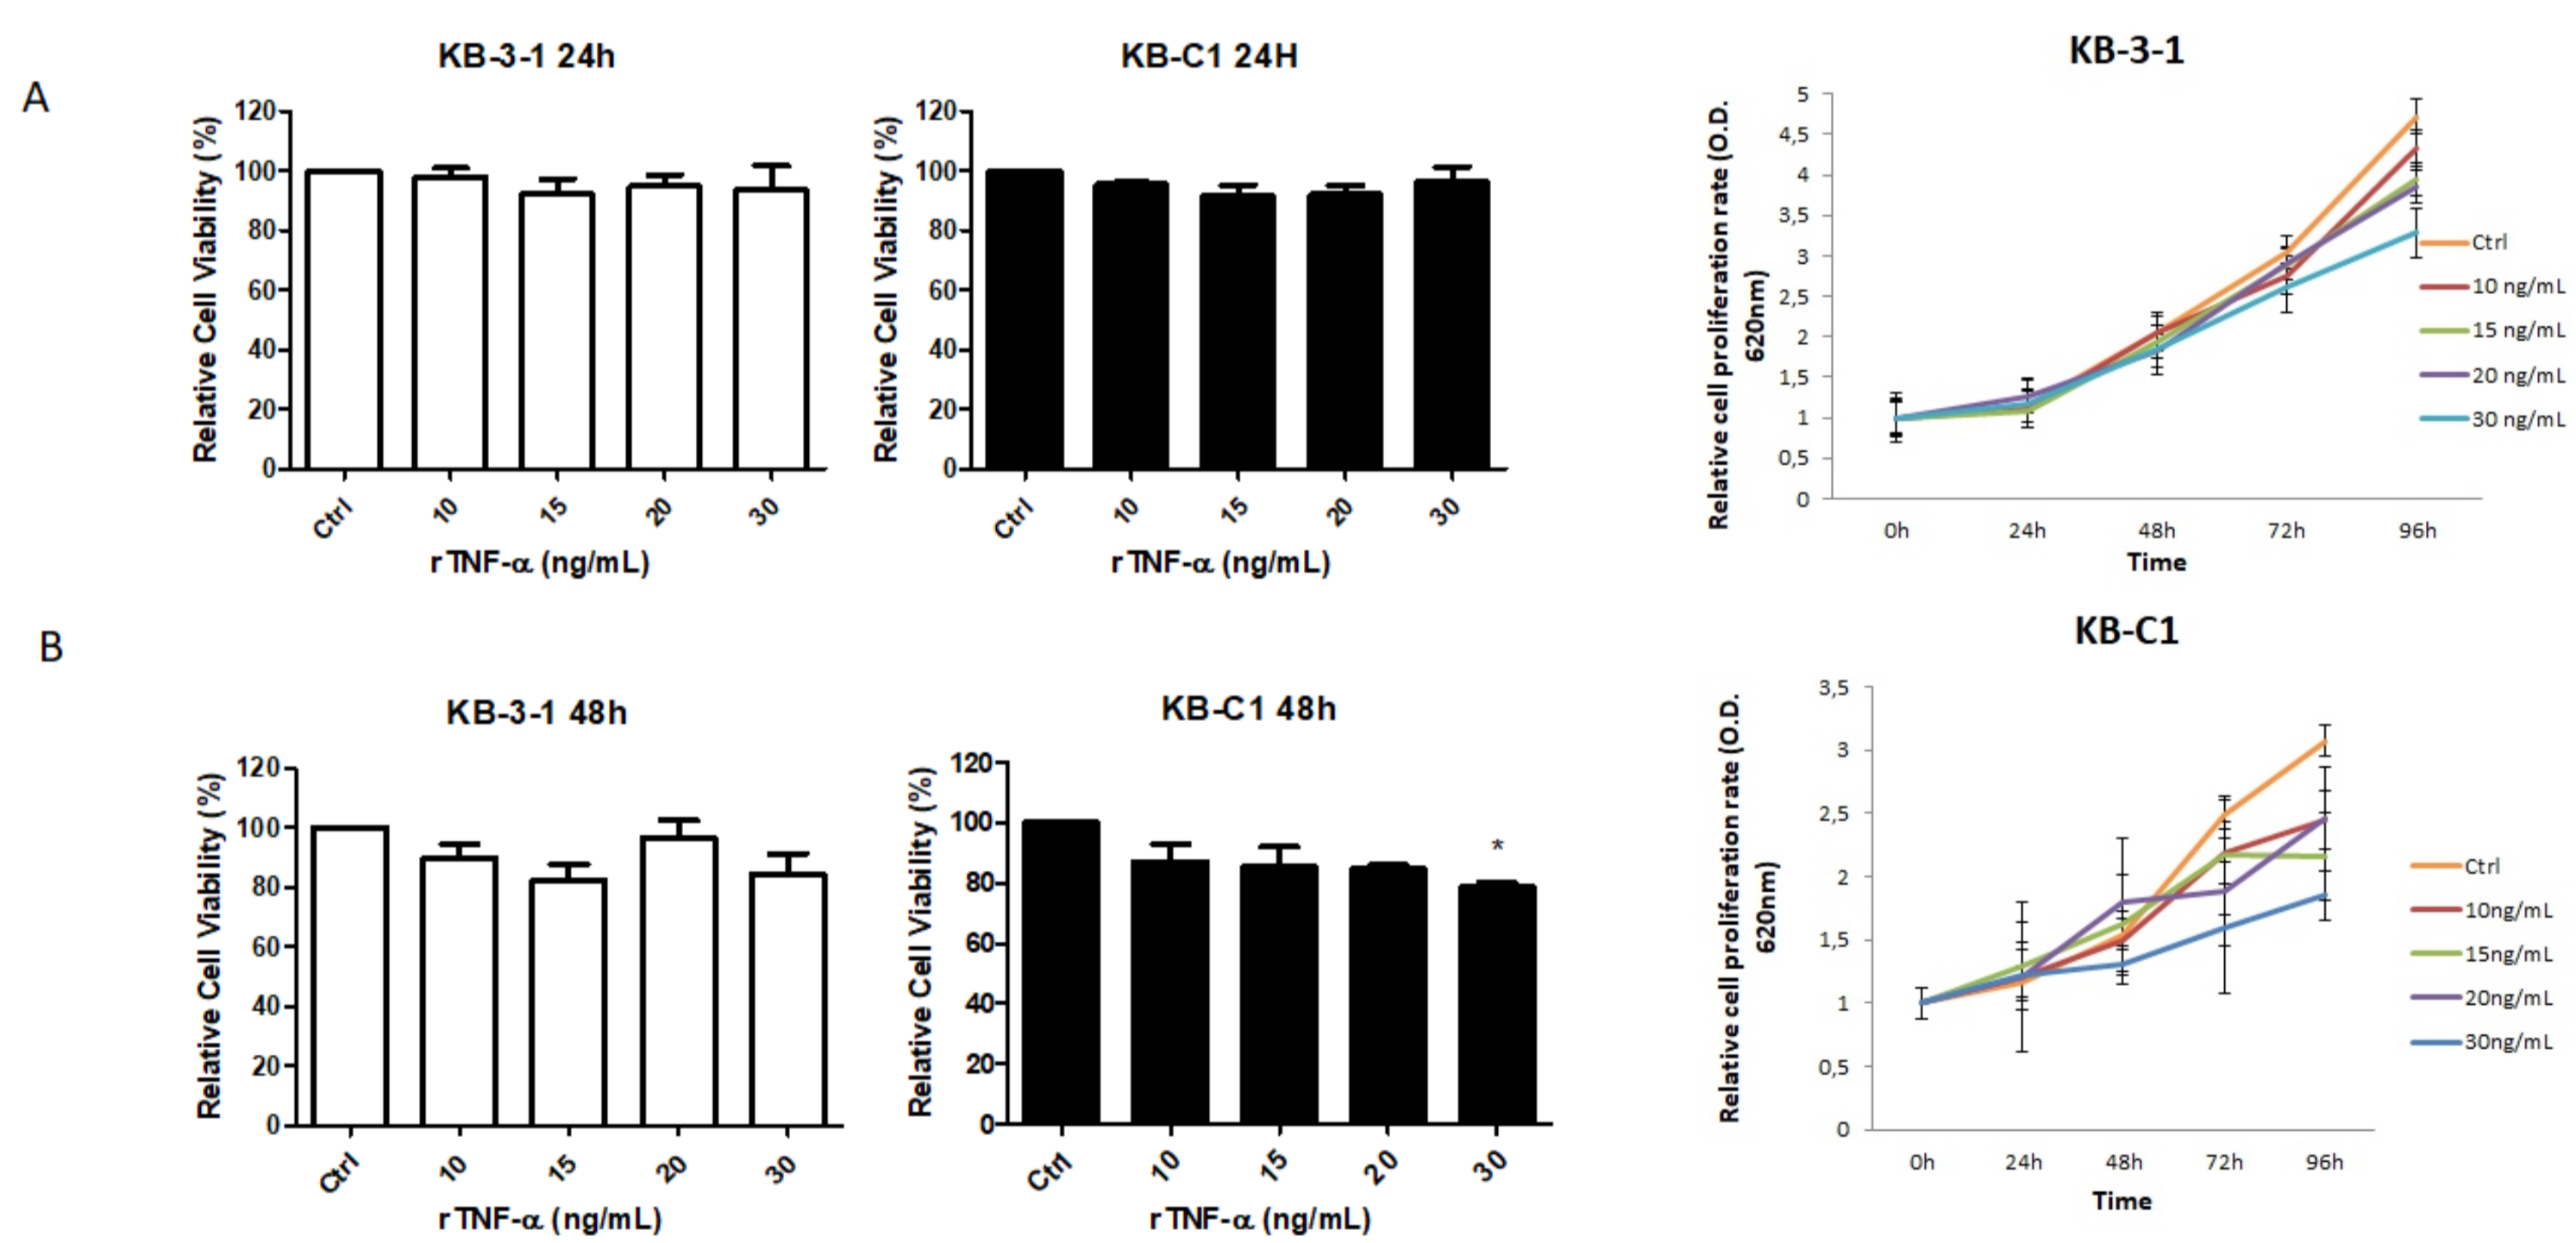 A
KB-3-1 24h
Relative Cell Viability (%)
120
100
80
60
40
20
0
Ctrl
10
15
20
30
rTNF-α (ng/mL)
KB-C1 24H
Relative Cell Viability (%)
120
100
80
60
40
20
0
Ctrl
10
15
20
30
rTNF-α (ng/mL)
KB-3-1
Relative cell proliferation rate (O.D.
620nm)
5
4,5
4
3,5
3
2,5
2
1,5
1
0,5
0
0h
24h
48h
72h
96h
Time
Ctrl
10 ng/mL
15 ng/mL
20 ng/mL
30 ng/mL
B
KB-3-1 48h
Relative Cell Viability (%)
120
100
80
60
40
20
0
Ctrl
10
15
20
30
rTNF-α (ng/mL)
KB-C1 48h
Relative Cell Viability (%)
120
100
80
60
40
20
0
*
Ctrl
10
15
20
30
rTNF-α (ng/mL)
KB-C1
Relative cell proliferation rate (O.D.
620nm)
3,5
3
2,5
2
1,5
1
0,5
0
0h
24h
48h
72h
96h
Time
Ctrl
10ng/mL
15ng/mL
20ng/mL
30ng/mL